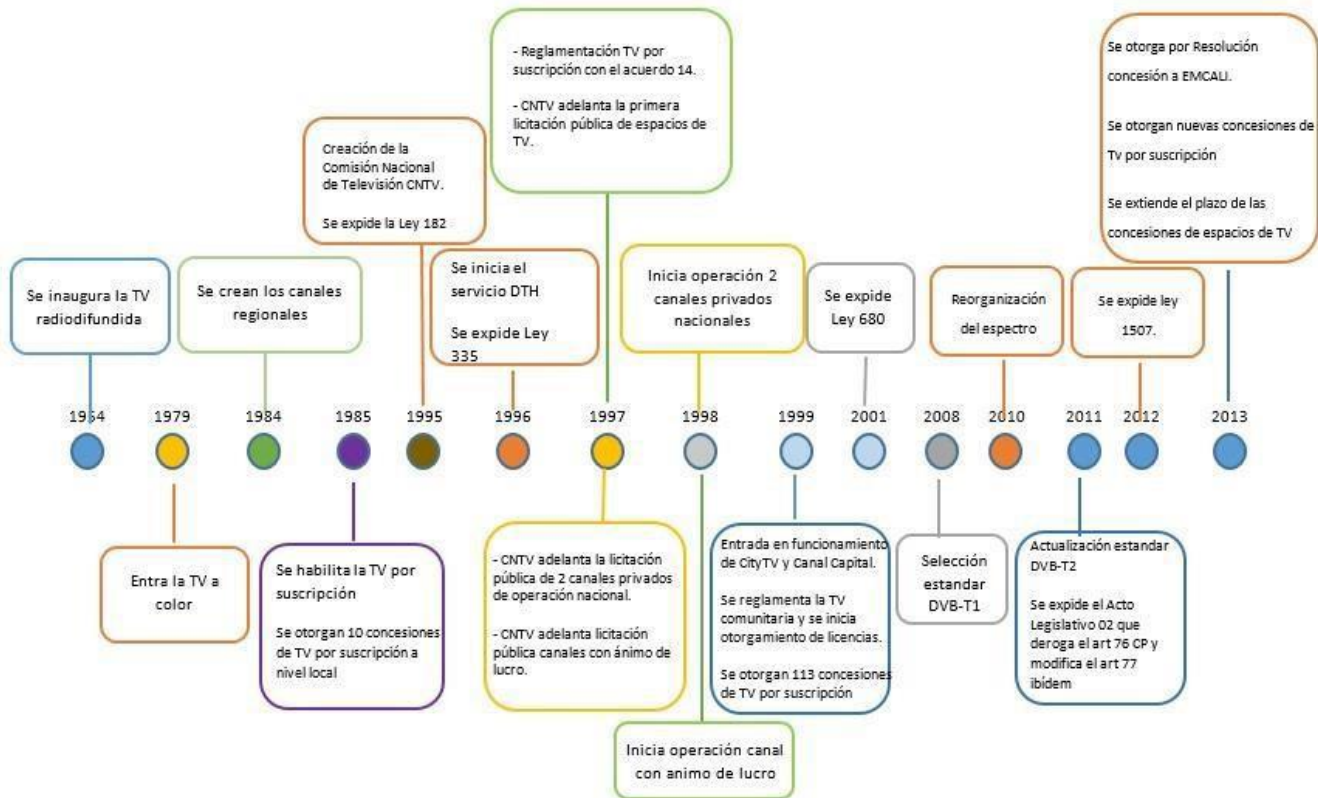 - Reglamentación TV por
suscripción con el acuerdo 14.
- CNTV adelanta la primera
licitación pública de espacios de
TV.
Se otorga por Resolución
concesión a EMCALI.
Se otorgan nuevas concesiones de
Tv por suscripción
Se extiende el plazo de las
concesiones de espacios de TV
Creación de la
Comisión Nacional
de Televisión CNTV.
Se expide la Ley 182
Se inaugura la TV
radiodifundida
Se crean los canales
regionales
Se inicia el
servicio DTH
Se expide Ley
335
Inicia operación 2
canales privados
nacionales
Se expide
Ley 680
Reorganización
del espectro
Se expide ley
1507.
1954 1979 1984 1985 1995 1996 1997 1998 1999 2001 2008 2010 2011 2012 2013
Entra la TV a
color
Se habilita la TV por
suscripción
Se otorgan 10 concesiones
de TV por suscripción a
nivel local
- CNTV adelanta la licitación
pública de 2 canales privados
de operación nacional.
- CNTV adelanta licitación
pública canales con ánimo de
lucro.
Entrada en funcionamiento
de CityTV y Canal Capital.
Se reglamenta la TV
comunitaria y se inicia
otorgamiento de licencias.
Se otorgan 113 concesiones
de TV por suscripción
Selección
estandar
DVB-T1
Actualización estandar
DVB-T2
Se expide el Acto
Legislativo 02 que
deroga el art 76 CP y
modifica el art 77
ibídem
Inicia operación canal
con animo de lucro